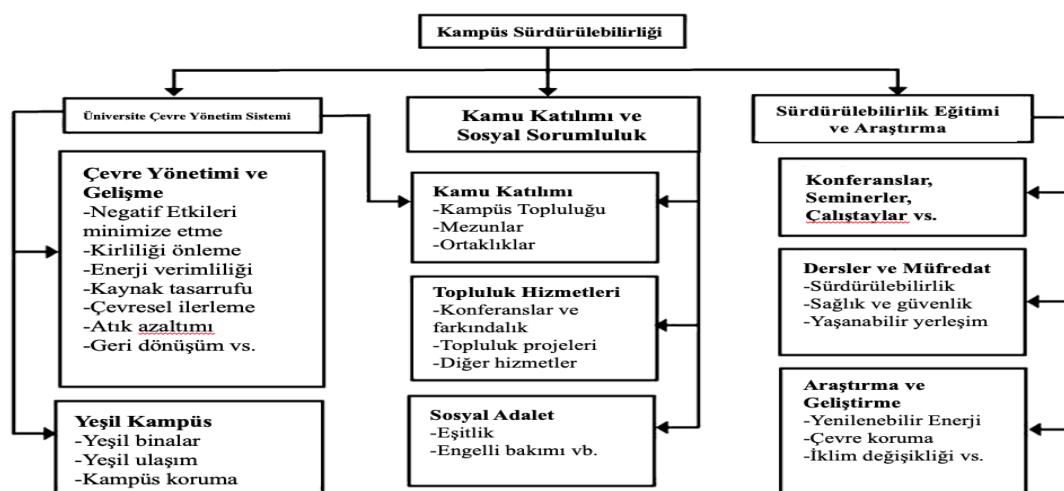 Kampüs Sürdürülebilirliği
Üniversite Çevre Yönetim Sistemi
Çevre Yönetimi ve
Gelişme
-Negatif Etkileri
minimize etme
-Kirliliği önleme
-Enerji verimliliği
-Kaynak tasarrufu
-Çevresel ilerleme
-Atık azaltımı
-Geri dönüşüm vs.
Yeşil Kampüs
-Yeşil binalar
-Yeşil ulaşım
-Kampüs koruma
Kamu Katılımı ve
Sosyal Sorumluluk
Kamu Katılımı
-Kampüs Topluluğu
-Mezunlar
-Ortaklıklar
Topluluk Hizmetleri
-Konferanslar ve
farkındalık
-Topluluk projeleri
-Diğer hizmetler
Sosyal Adalet
-Eşitlik
-Engelli bakımı vb.
Sürdürülebilirlik Eğitimi
ve Araştırma
Konferanslar,
Seminerler,
Çalıştaylar vs.
Dersler ve Müfredat
-Sürdürülebilirlik
-Sağlık ve güvenlik
-Yaşanabilir yerleşim
Araştırma ve
Geliştirme
-Yenilenebilir Enerji
-Çevre koruma
-İklim değişikliği vs.